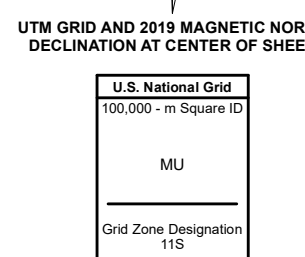 UTM GRID AND 2019 MAGNETIC NOR
DECLINATION AT CENTER OF SHEE
U.S. National Grid
100,000 - m Square ID
MU
Grid Zone Designation
11S